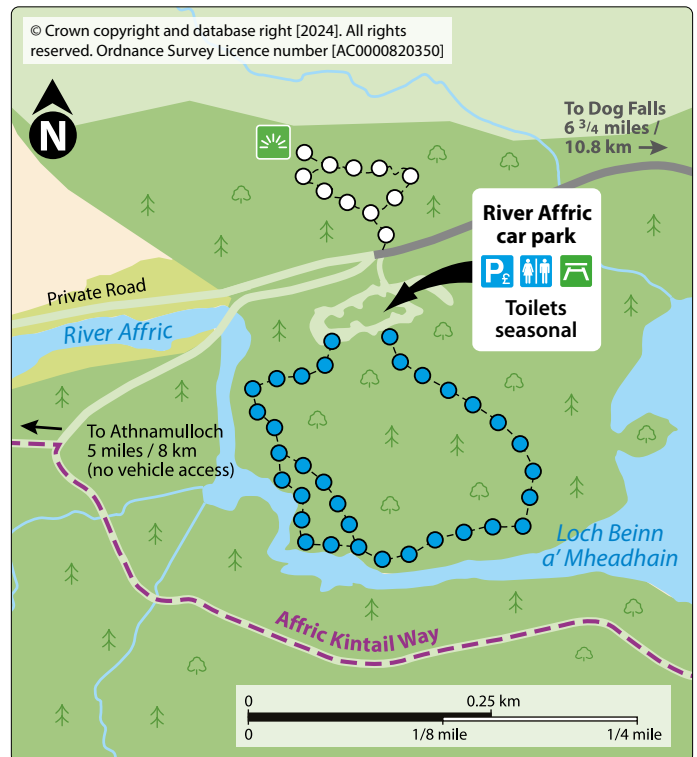 © Crown copyright and database right [2024]. All rights
reserved. Ordnance Survey Licence number [AC0000820350]
N
To Dog Falls
6 3/4 miles /
10.8 km →
River Affric
car park
P£
Toilets
seasonal
Private Road
River Affric
To Athnamulloch
5 miles / 8 km
(no vehicle access)
Loch Beinn
a' Mheadhain
Affric Kintail Way
0 0.25 km
0 1/8 mile 1/4 mile